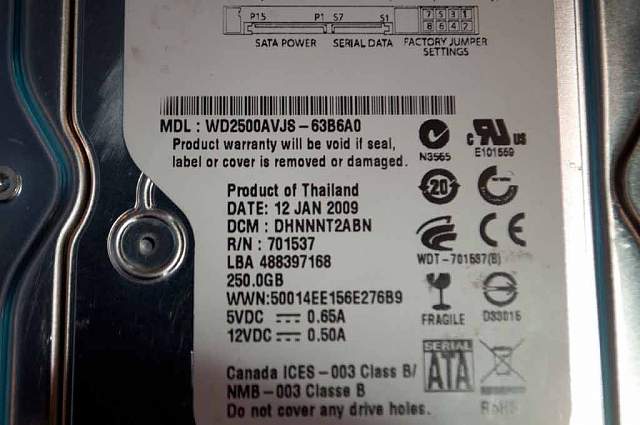 P15 P1 S7 S1
7 5 3 1
8 6 4 2
SATA POWER SERIAL DATA FACTORY JUMPER
SETTINGS
MDL : WD2500AVJS - 63B6A0
Product warranty will be void if seal,
label or cover is removed or damaged.
N3565
c US
E101559
20
Product of Thailand
DATE: 12 JAN 2009
DCM : DHNNNT2ABN
R/N : 701537
LBA 488397168
250.0GB
WWN:50014EE156E276B9
5VDC 0.65A
12VDC 0.50A
CE
WDT - 701537(B)
FRAGILE D33016
SERIAL
ATA
Canada ICES - 003 Class B/
NMB - 003 Classe B
Do not cover any drive holes.
RoHS